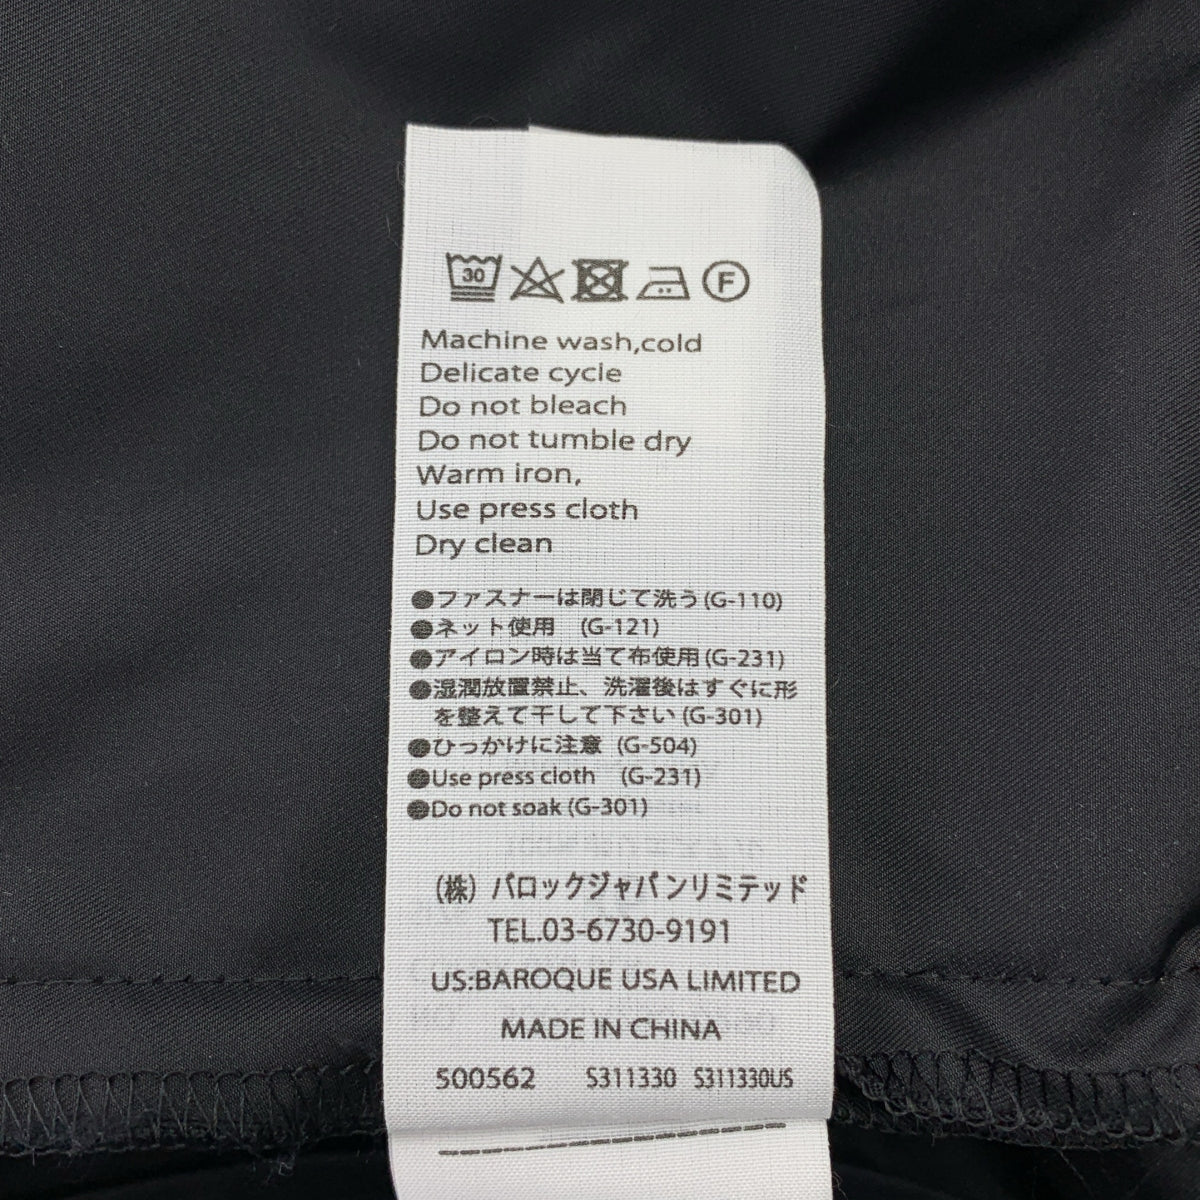 30 F
Machine wash,cold
Delicate cycle
Do not bleach
Do not tumble dry
Warm iron,
Use press cloth
Dry clean
●ファスナーは閉じて洗う(G-110)
●ネット使用 (G-121)
●アイロン時は当て布使用(G-231)
●湿潤放置禁止、洗濯後はすぐに形
を整えて干して下さい(G-301)
●ひっかけに注意 (G-504)
●Use press cloth (G-231)
●Do not soak(G-301)
(株) バロックジャパンリミテッド
TEL.03-6730-9191
US:BAROQUE USA LIMITED
MADE IN CHINA
500562 S311330 S311330US